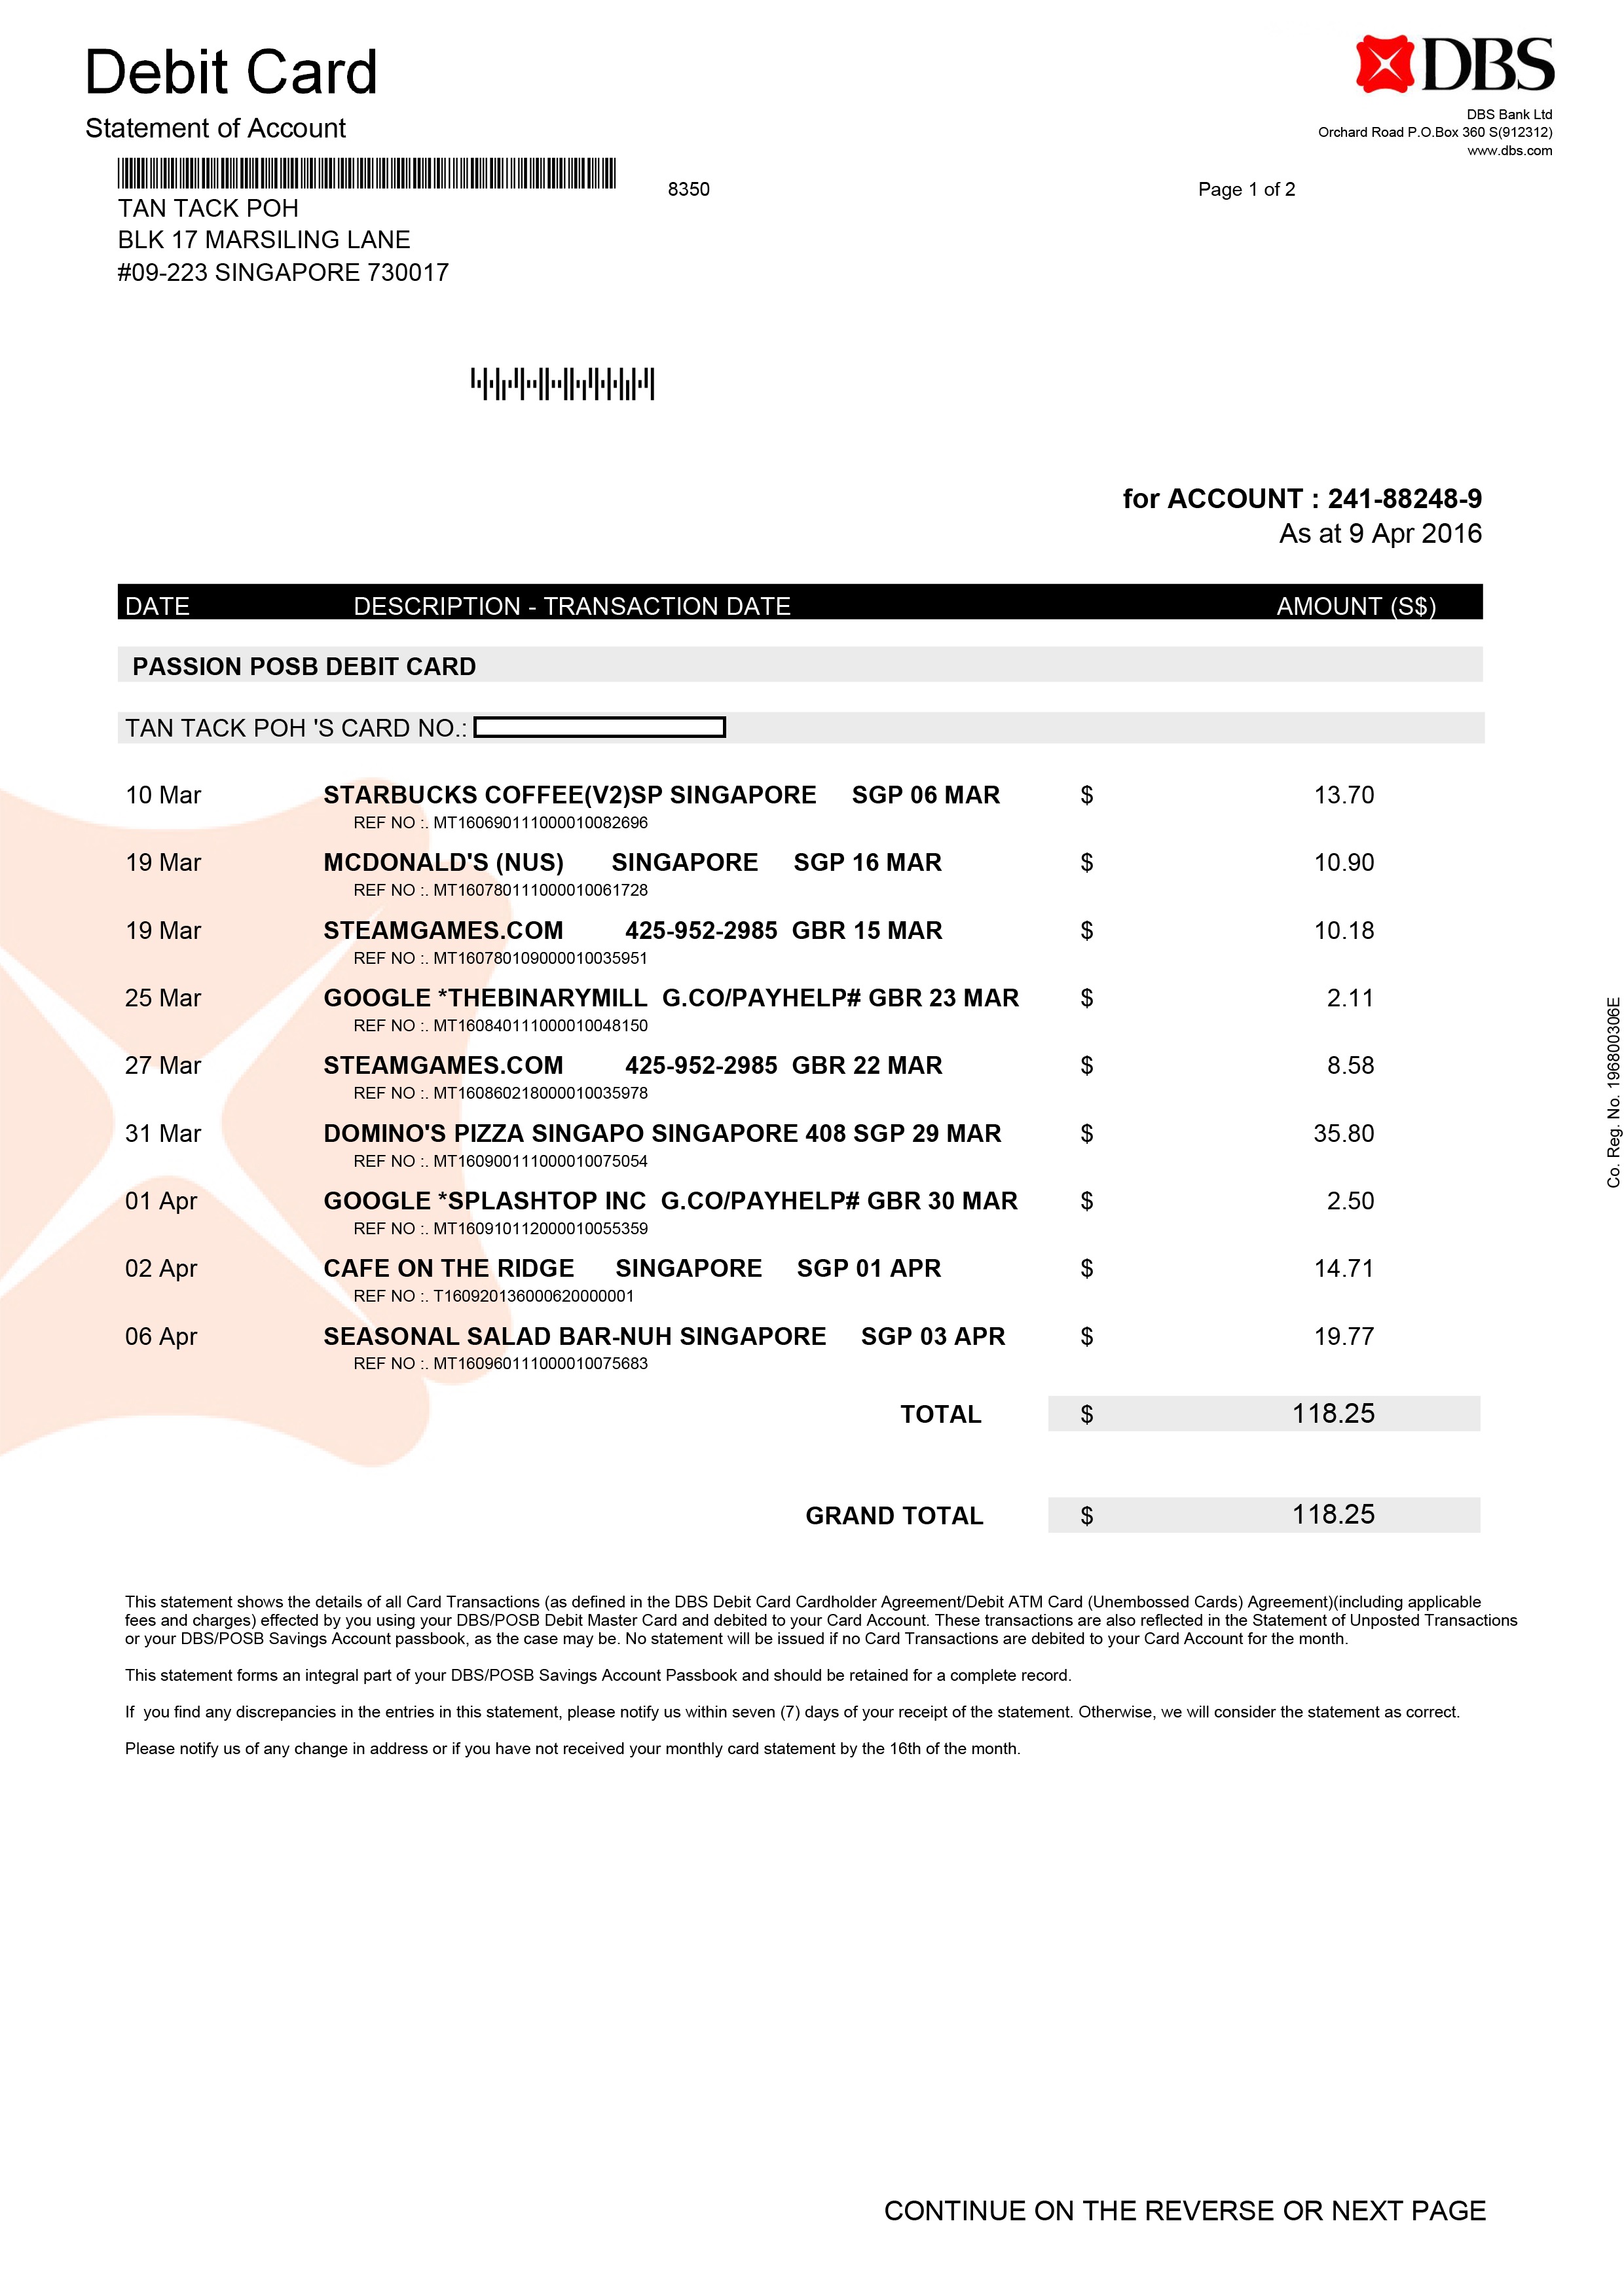 Debit Card
DBS
Statement of Account
DBS Bank Ltd
Orchard Road P.O.Box 360 S(912312)
www.dbs.com
8350 Page 1 of 2
TAN TACK POH
BLK 17 MARSILING LANE
#09-223 SINGAPORE 730017
for ACCOUNT : 241-88248-9
As at 9 Apr 2016
DATE DESCRIPTION - TRANSACTION DATE AMOUNT (S$)
PASSION POSB DEBIT CARD
TAN TACK POH 'S CARD NO.:
10 Mar STARBUCKS COFFEE(V2)SP SINGAPORE SGP 06 MAR $ 13.70
REF NO :. MT160690111000010082696
19 Mar MCDONALD'S (NUS) SINGAPORE SGP 16 MAR $ 10.90
REF NO :. MT160780111000010061728
19 Mar STEAMGAMES.COM 425-952-2985 GBR 15 MAR $ 10.18
REF NO :. MT160780109000010035951
25 Mar GOOGLE *THEBINARYMILL G.CO/PAYHELP# GBR 23 MAR $ 2.11
REF NO :. MT160840111000010048150
27 Mar STEAMGAMES.COM 425-952-2985 GBR 22 MAR $ 8.58
REF NO :. MT160860218000010035978
31 Mar DOMINO'S PIZZA SINGAPO SINGAPORE 408 SGP 29 MAR $ 35.80
REF NO :. MT160900111000010075054
01 Apr GOOGLE *SPLASHTOP INC G.CO/PAYHELP# GBR 30 MAR $ 2.50
REF NO :. MT160910112000010055359
02 Apr CAFE ON THE RIDGE SINGAPORE SGP 01 APR $ 14.71
REF NO :. T160920136000620000001
06 Apr SEASONAL SALAD BAR-NUH SINGAPORE SGP 03 APR $ 19.77
REF NO :. MT160960111000010075683
TOTAL $ 118.25
GRAND TOTAL $ 118.25
This statement shows the details of all Card Transactions (as defined in the DBS Debit Card Cardholder Agreement/Debit ATM Card (Unembossed Cards) Agreement)(including applicable
fees and charges) effected by you using your DBS/POSB Debit Master Card and debited to your Card Account. These transactions are also reflected in the Statement of Unposted Transactions
or your DBS/POSB Savings Account passbook, as the case may be. No statement will be issued if no Card Transactions are debited to your Card Account for the month.
This statement forms an integral part of your DBS/POSB Savings Account Passbook and should be retained for a complete record.
If you find any discrepancies in the entries in this statement, please notify us within seven (7) days of your receipt of the statement. Otherwise, we will consider the statement as correct.
Please notify us of any change in address or if you have not received your monthly card statement by the 16th of the month.
Co. Reg. No. 196800306E
CONTINUE ON THE REVERSE OR NEXT PAGE